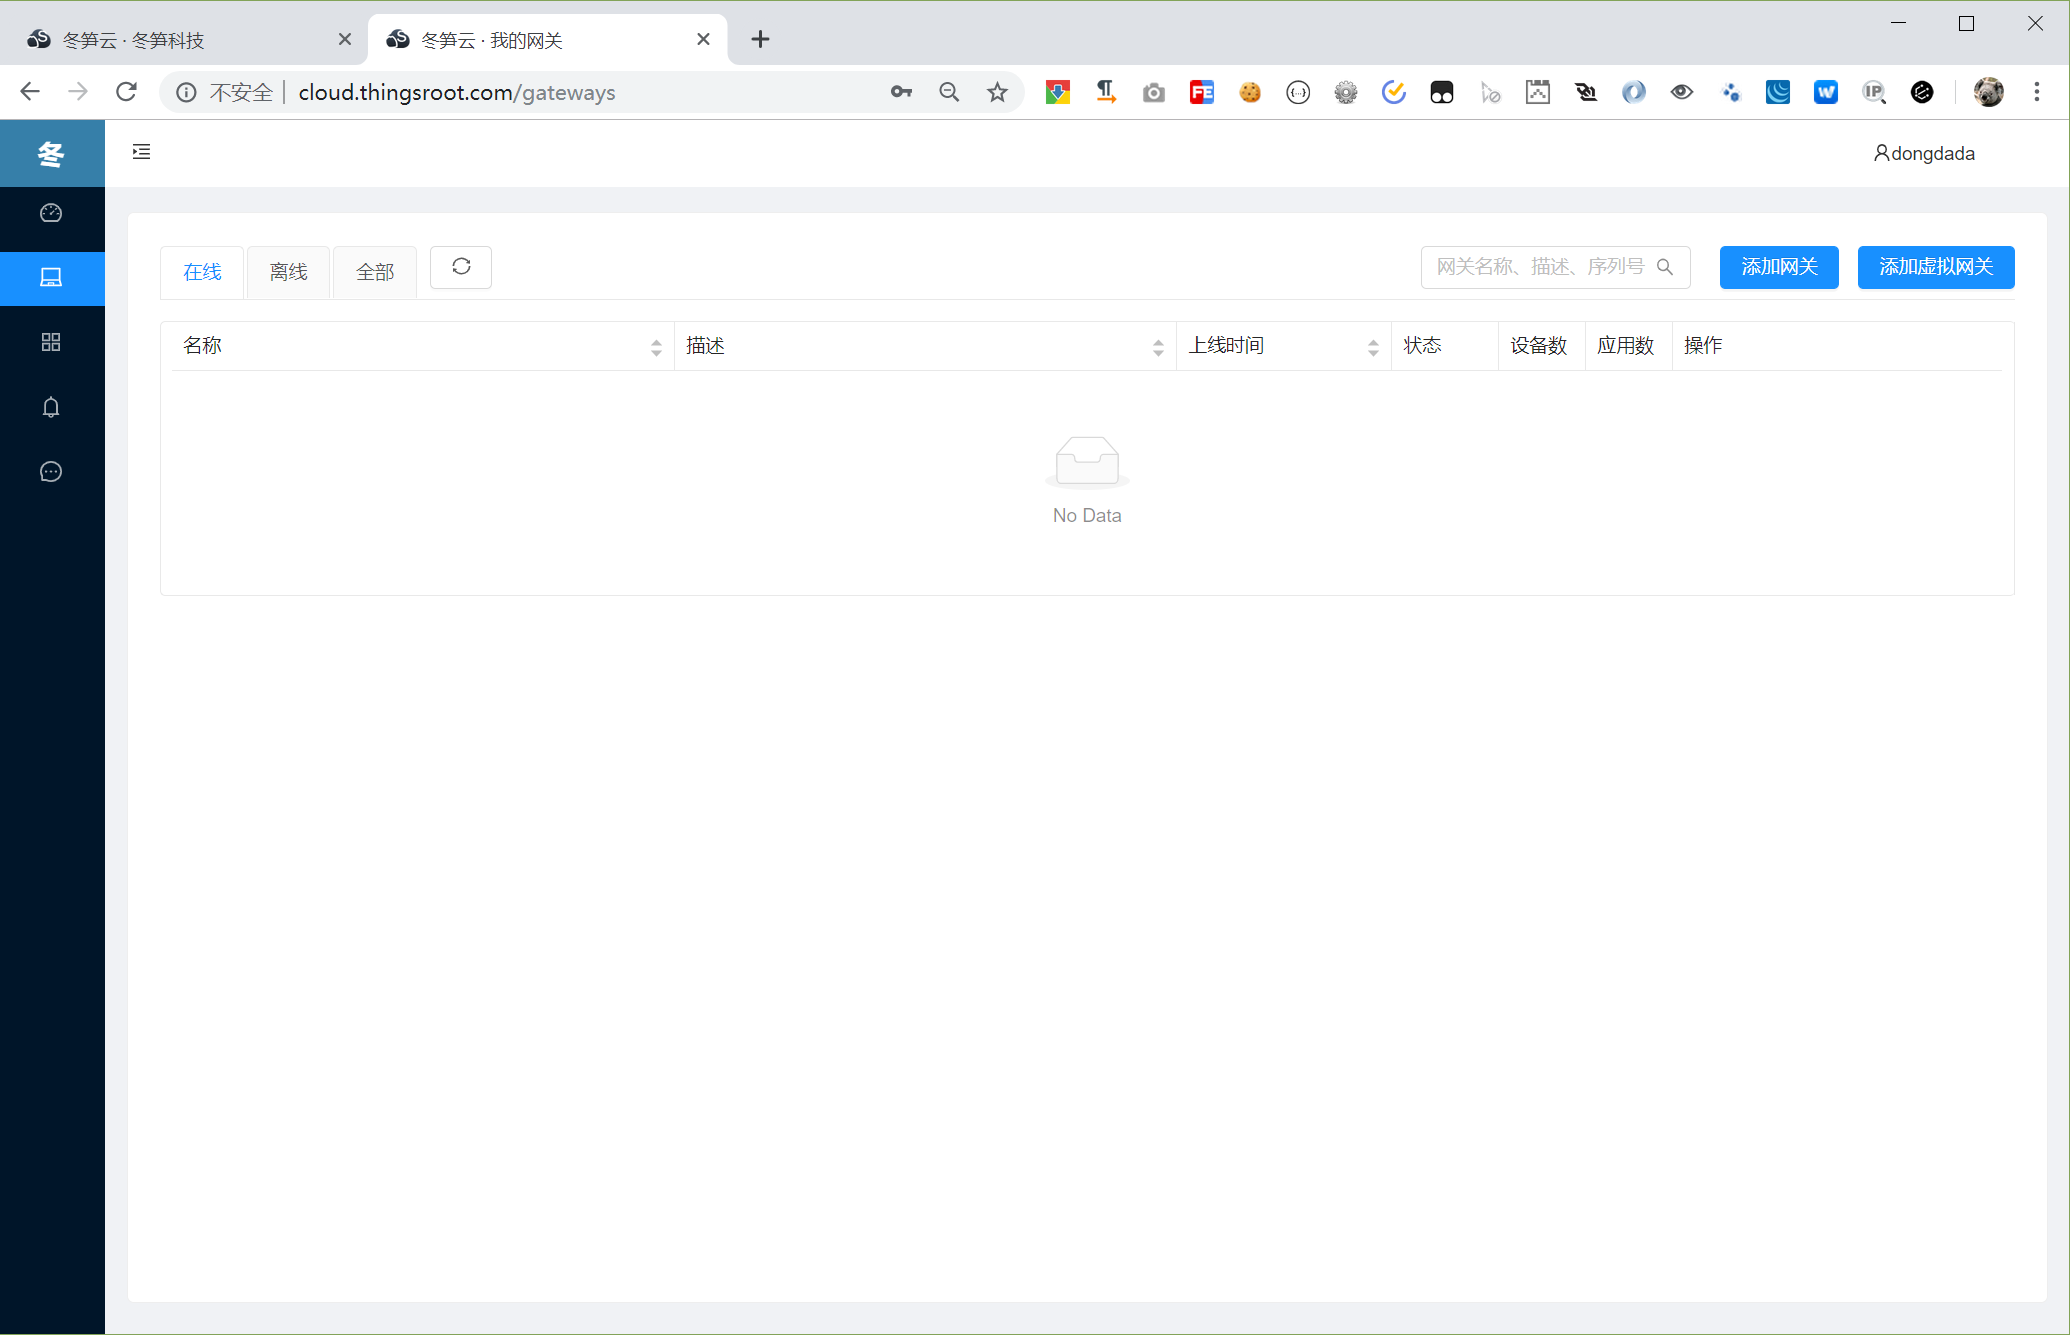 冬笋云 · 冬笋科技
冬笋云 · 我的网关
不安全 cloud.thingsroot.com/gateways
冬
dongdada
在线 离线 全部 网关名称、描述、序列号 添加网关 添加虚拟网关
名称 描述 上线时间 状态 设备数 应用数 操作
No Data